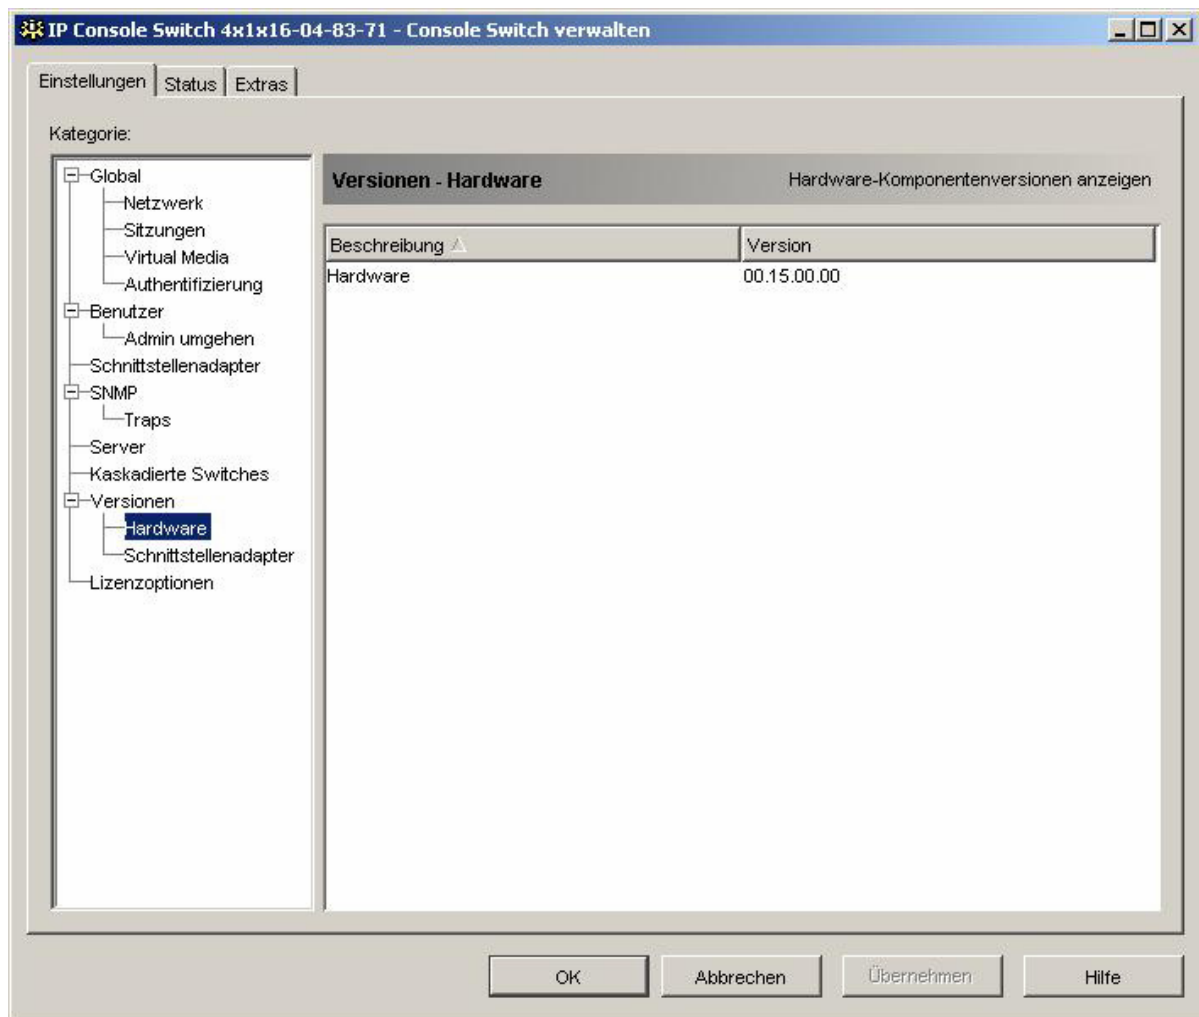 IP Console Switch 4x1x16-04-83-71 - Console Switch verwalten
Einstellungen Status Extras
Kategorie:
Global
Netzwerk
Sitzungen
Virtual Media
Authentifizierung
Benutzer
Admin umgehen
Schnittstellenadapter
SNMP
Traps
Server
Kaskadierte Switches
Versionen
Hardware
Schnittstellenadapter
Lizenzoptionen
Versionen - Hardware Hardware-Komponentenversionen anzeigen
Beschreibung Version
Hardware 00.15.00.00
OK Abbrechen Übernehmen Hilfe